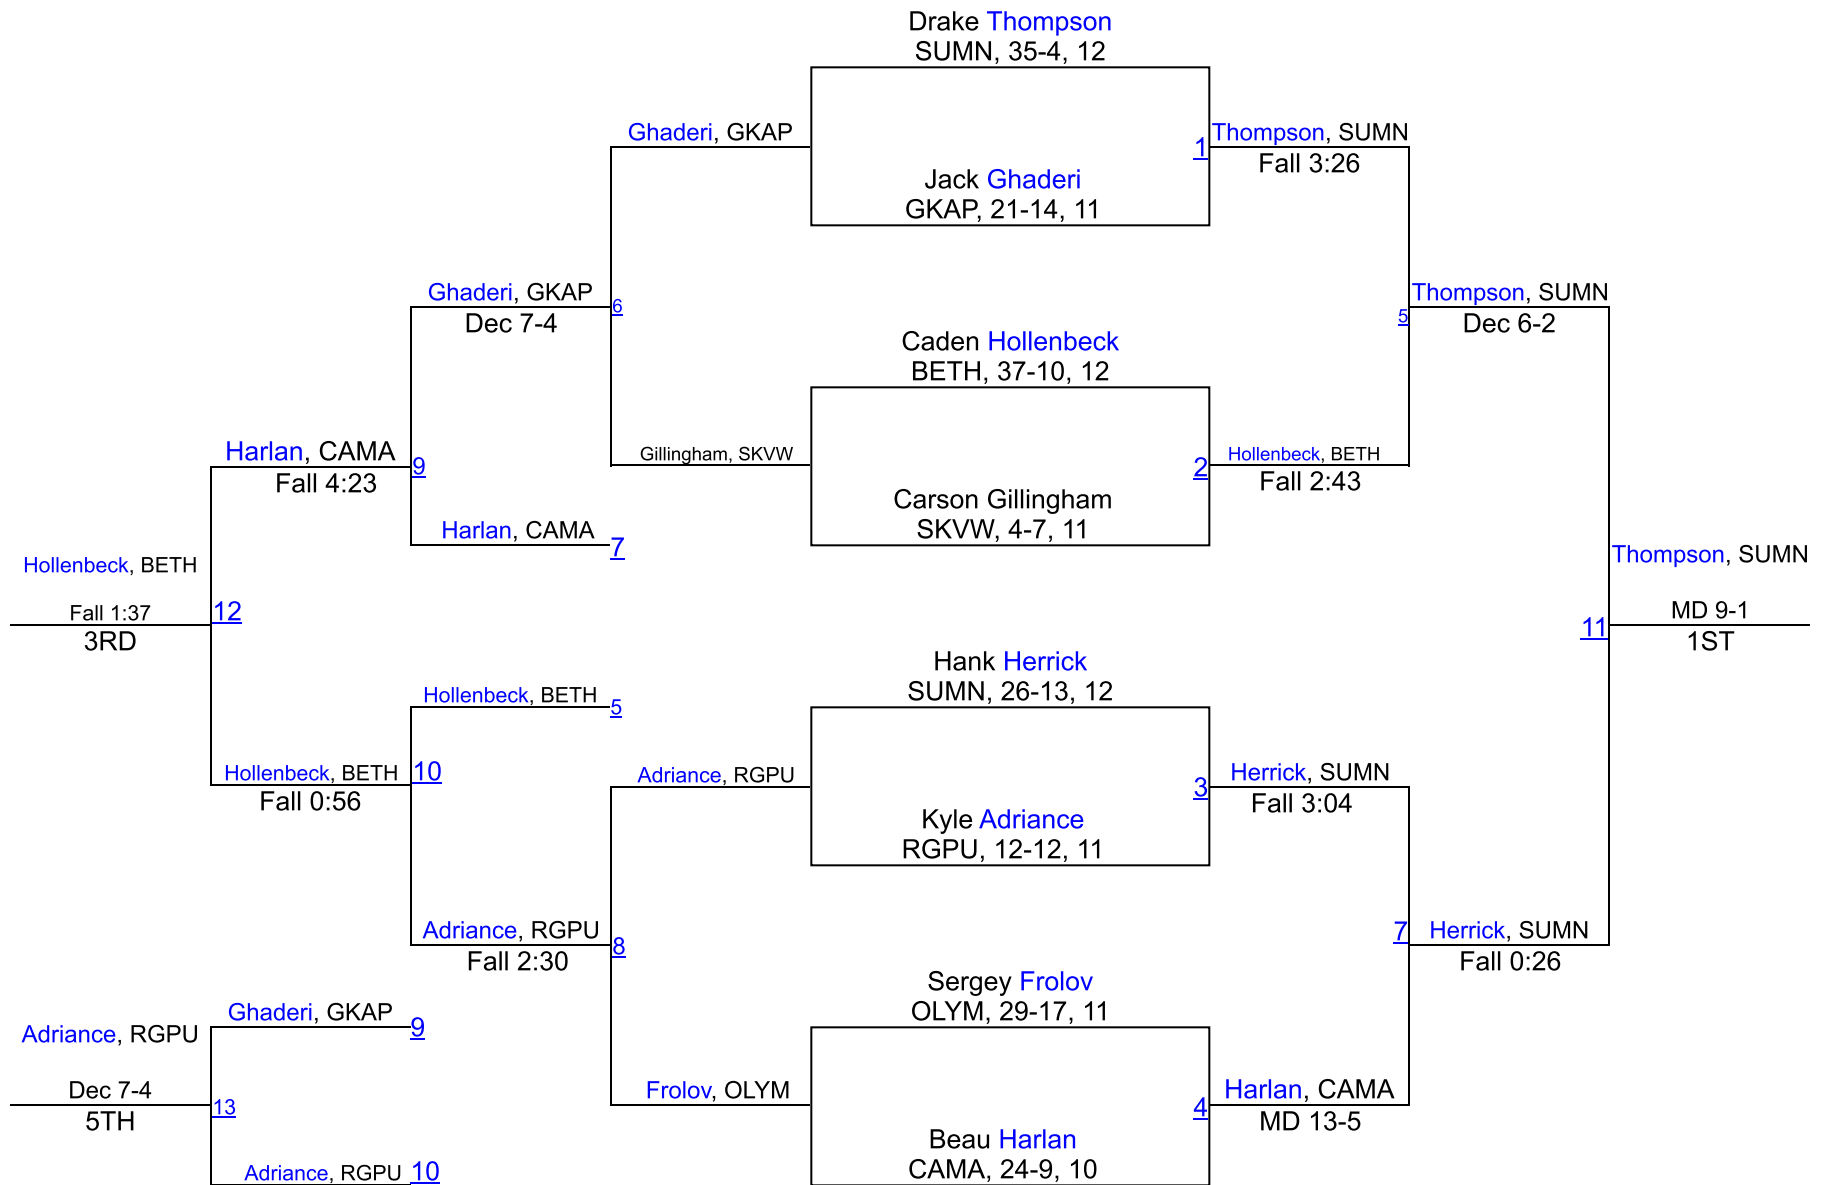 Drake Thompson
SUMN, 35-4, 12
Ghaderi, GKAP
1
Thompson, SUMN
Fall 3:26
Jack Ghaderi
GKAP, 21-14, 11
Ghaderi, GKAP
Dec 7-4
6
5
Thompson, SUMN
Dec 6-2
Caden Hollenbeck
BETH, 37-10, 12
Harlan, CAMA
Fall 4:23
9
Gillingham, SKVW
2
Hollenbeck, BETH
Fall 2:43
Carson Gillingham
SKVW, 4-7, 11
Harlan, CAMA
7
Hollenbeck, BETH
Fall 1:37
3RD
12
Thompson, SUMN
MD 9-1
1ST
11
Hank Herrick
SUMN, 26-13, 12
Hollenbeck, BETH
5
Hollenbeck, BETH
Fall 0:56
10
Adriance, RGPU
3
Herrick, SUMN
Fall 3:04
Kyle Adriance
RGPU, 12-12, 11
Adriance, RGPU
Fall 2:30
8
7
Herrick, SUMN
Fall 0:26
Sergey Frolov
OLYM, 29-17, 11
Ghaderi, GKAP
9
Adriance, RGPU
Dec 7-4
5TH
13
Frolov, OLYM
4
Harlan, CAMA
MD 13-5
Beau Harlan
CAMA, 24-9, 10
Adriance, RGPU
10